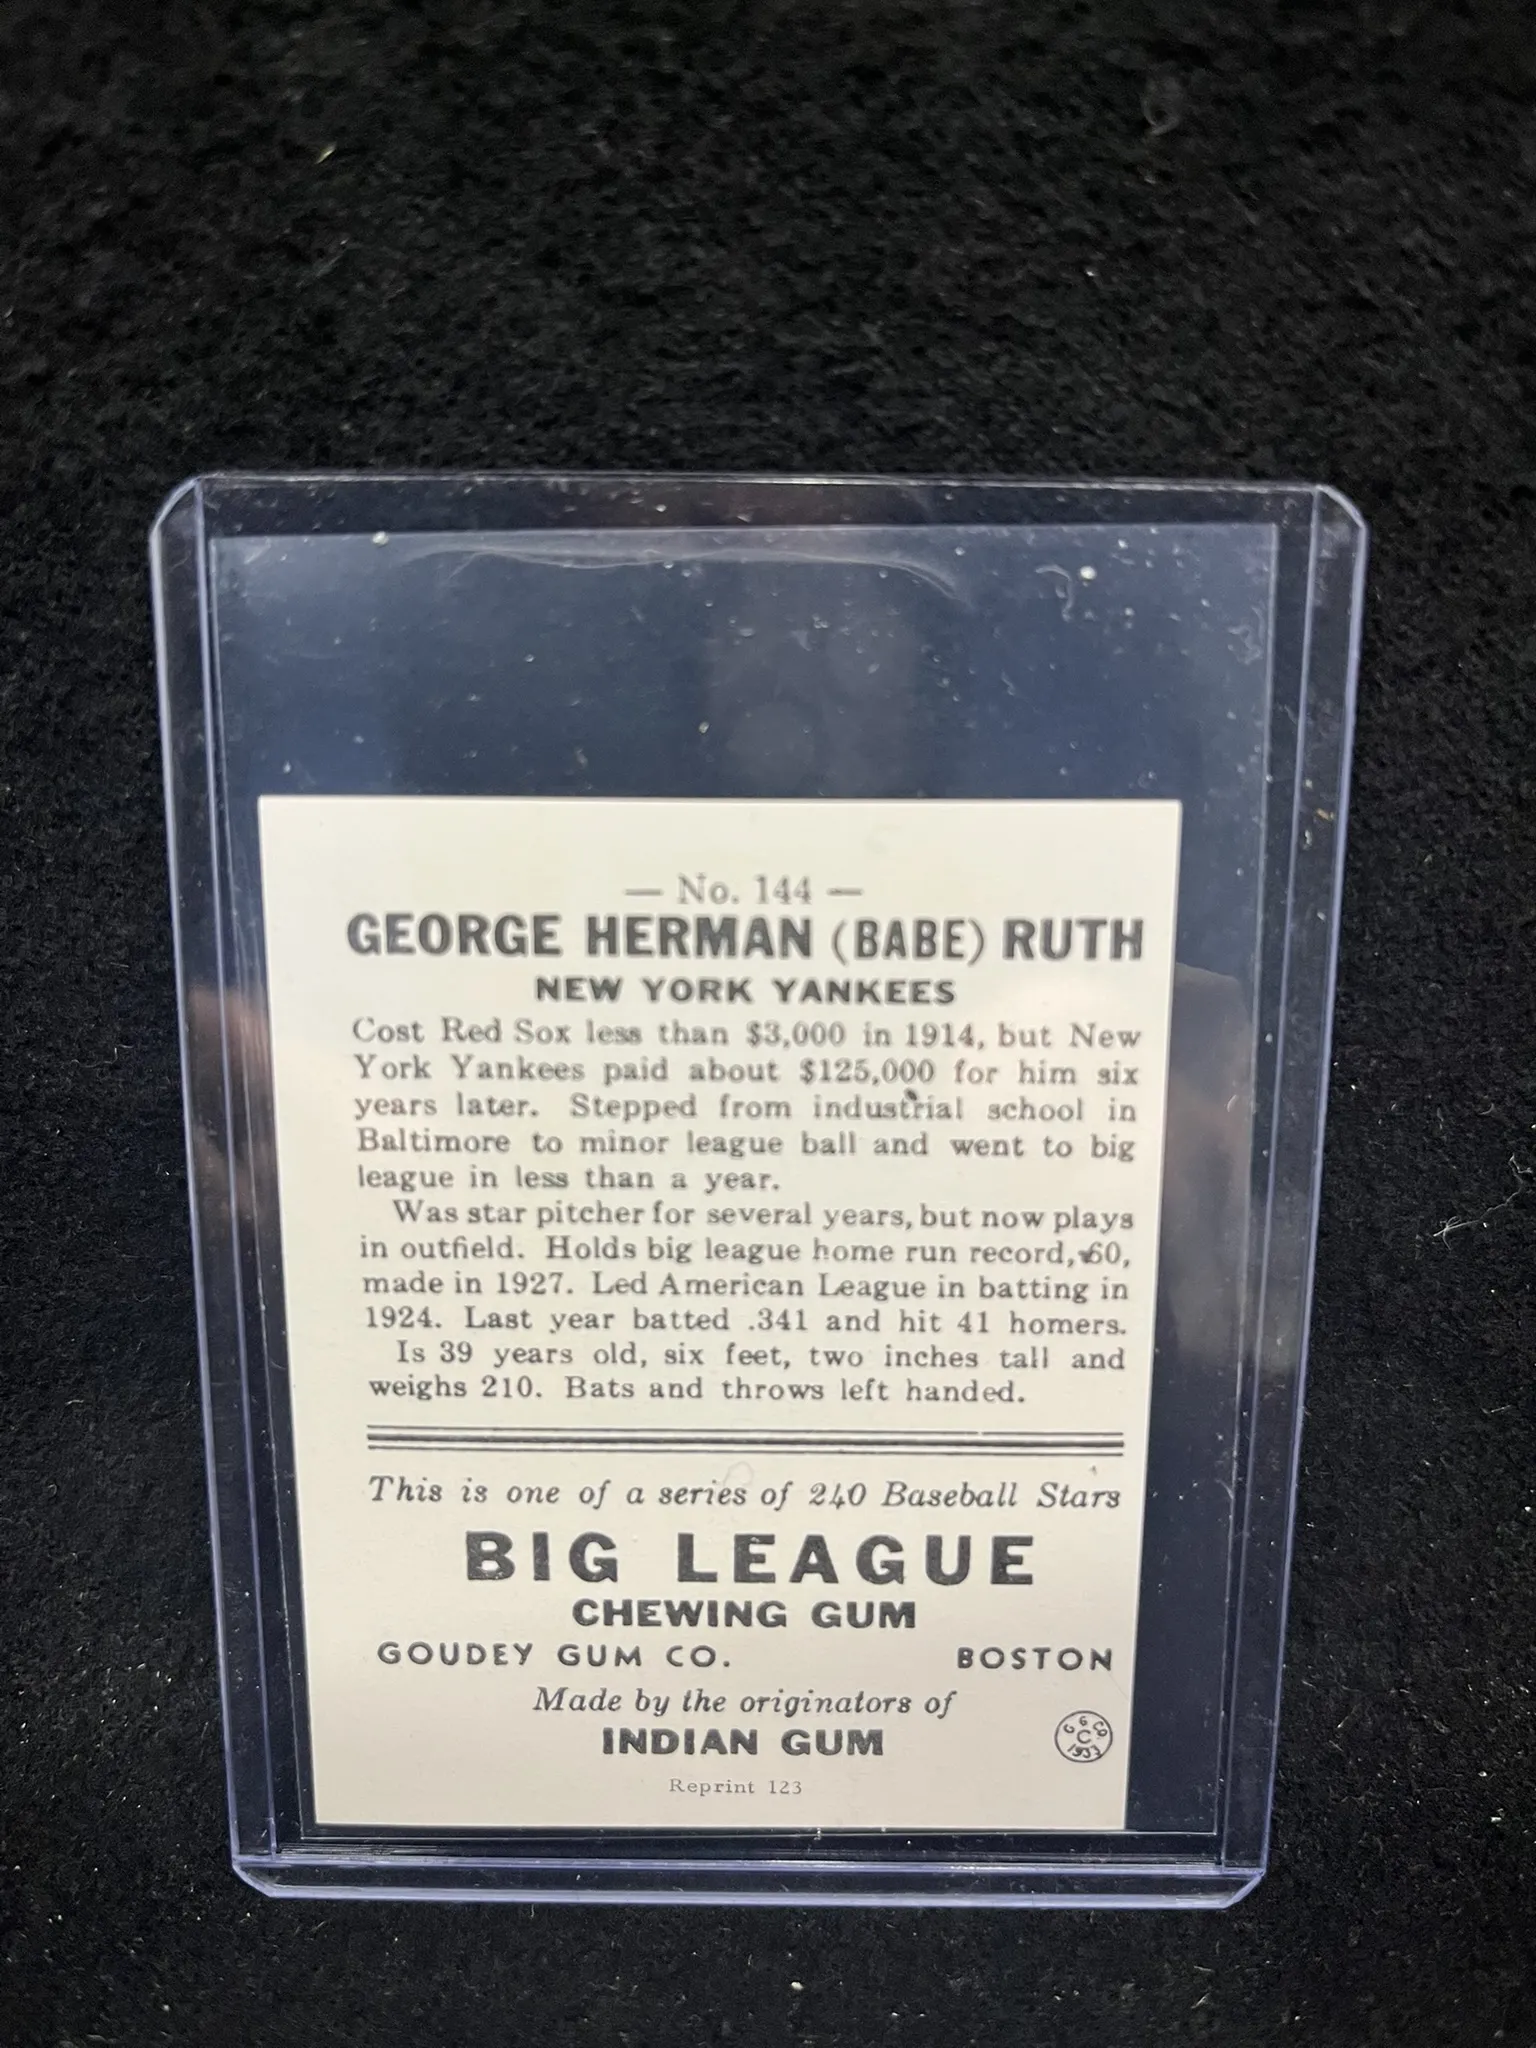 — No. 144 —
GEORGE HERMAN (BABE) RUTH
NEW YORK YANKEES
Cost Red Sox less than $3,000 in 1914, but New
York Yankees paid about $125,000 for him six
years later. Stepped from industrial school in
Baltimore to minor league ball and went to big
league in less than a year.
Was star pitcher for several years, but now plays
in outfield. Holds big league home run record, 60,
made in 1927. Led American League in batting in
1924. Last year batted .341 and hit 41 homers.
Is 39 years old, six feet, two inches tall and
weighs 210. Bats and throws left handed.
This is one of a series of 240 Baseball Stars
BIG LEAGUE
CHEWING GUM
GOUDEY GUM CO. BOSTON
Made by the originators of
INDIAN GUM
G G CO
C
1933
Reprint 123